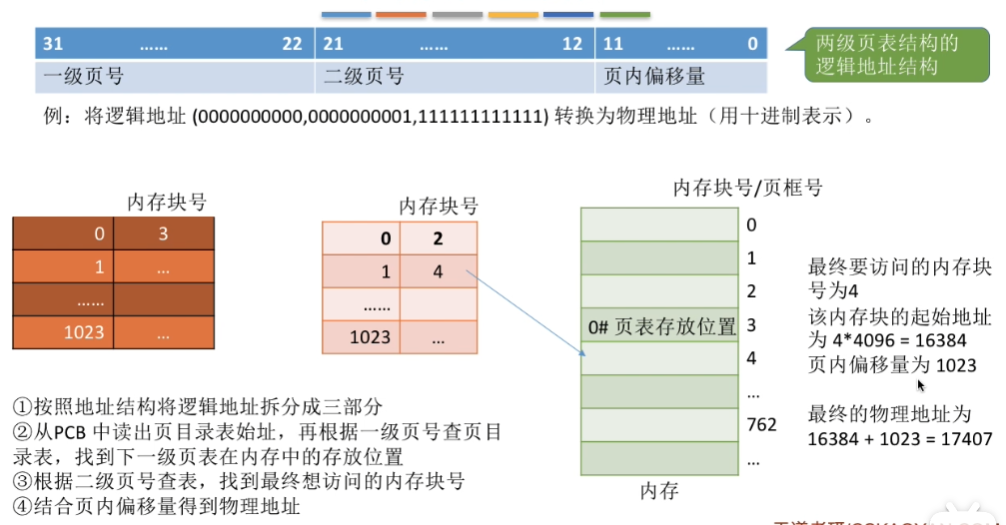 31 …… 22 21 …… 12 11 …… 0
一级页号 二级页号 页内偏移量
两级页表结构的
逻辑地址结构
例：将逻辑地址 (0000000000,0000000001,111111111111) 转换为物理地址（用十进制表示）。
内存块号
0 3
1 …
……
1023 …
内存块号
0 2
1 4
……
1023 …
内存块号/页框号
0
1
2
0# 页表存放位置 3
4
…
762
…
内存
最终要访问的内存块
号为4
该内存块的起始地址
为 4*4096 = 16384
页内偏移量为 1023
最终的物理地址为
16384 + 1023 = 17407
①按照地址结构将逻辑地址拆分成三部分
②从PCB 中读出页目录表始址，再根据一级页号查页目
录表，找到下一级页表在内存中的存放位置
③根据二级页号查表，找到最终想访问的内存块号
④结合页内偏移量得到物理地址